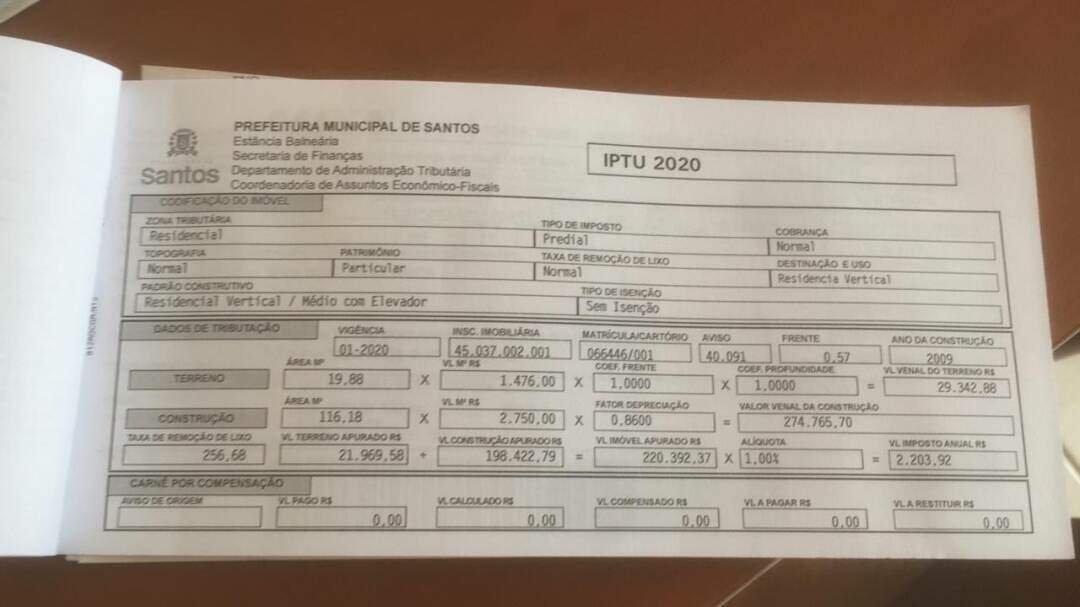 PREFEITURA MUNICIPAL DE SANTOS
Estância Balneária
Secretaria de Finanças
Departamento de Administração Tributária
Coordenadoria de Assuntos Econômico-Fiscais
Santos
IPTU 2020
CODIFICAÇÃO DO IMÓVEL
ZONA TRIBUTÁRIA TIPO DE IMPOSTO COBRANÇA
Residencial Predial Normal
TOPOGRAFIA PATRIMÔNIO TAXA DE REMOÇÃO DE LIXO DESTINAÇÃO E USO
Normal Particular Normal Residencia Vertical
PADRÃO CONSTRUTIVO TIPO DE ISENÇÃO
Residencial Vertical / Médio com Elevador Sem Isenção
DADOS DE TRIBUTAÇÃO VIGÊNCIA INSC. IMOBILIÁRIA MATRÍCULA/CARTÓRIO AVISO FRENTE ANO DA CONSTRUÇÃO
01-2020 45.037.002.001 066446/001 40.091 0,57 2009
ÁREA M² VL M² R$ COEF. FRENTE COEF. PROFUNDIDADE VL VENAL DO TERRENO R$
TERRENO 19,88 X 1.476,00 X 1,0000 X 1,0000 = 29.342,88
ÁREA M² VL M² R$ FATOR DEPRECIAÇÃO VALOR VENAL DA CONSTRUÇÃO
CONSTRUÇÃO 116,18 X 2.750,00 X 0,8600 = 274.765,70
TAXA DE REMOÇÃO DE LIXO VL TERRENO APURADO R$ VL CONSTRUÇÃO APURADO R$ VL IMÓVEL APURADO R$ ALÍQUOTA VL IMPOSTO ANUAL R$
256,68 21.969,58 + 198.422,79 = 220.392,37 X 1,00% = 2.203,92
CARNÊ POR COMPENSAÇÃO
AVISO DE ORIGEM VL PAGO R$ VL CALCULADO R$ VL COMPENSADO R$ VL A PAGAR R$ VL A RESTITUIR R$
0,00 0,00 0,00 0,00 0,00